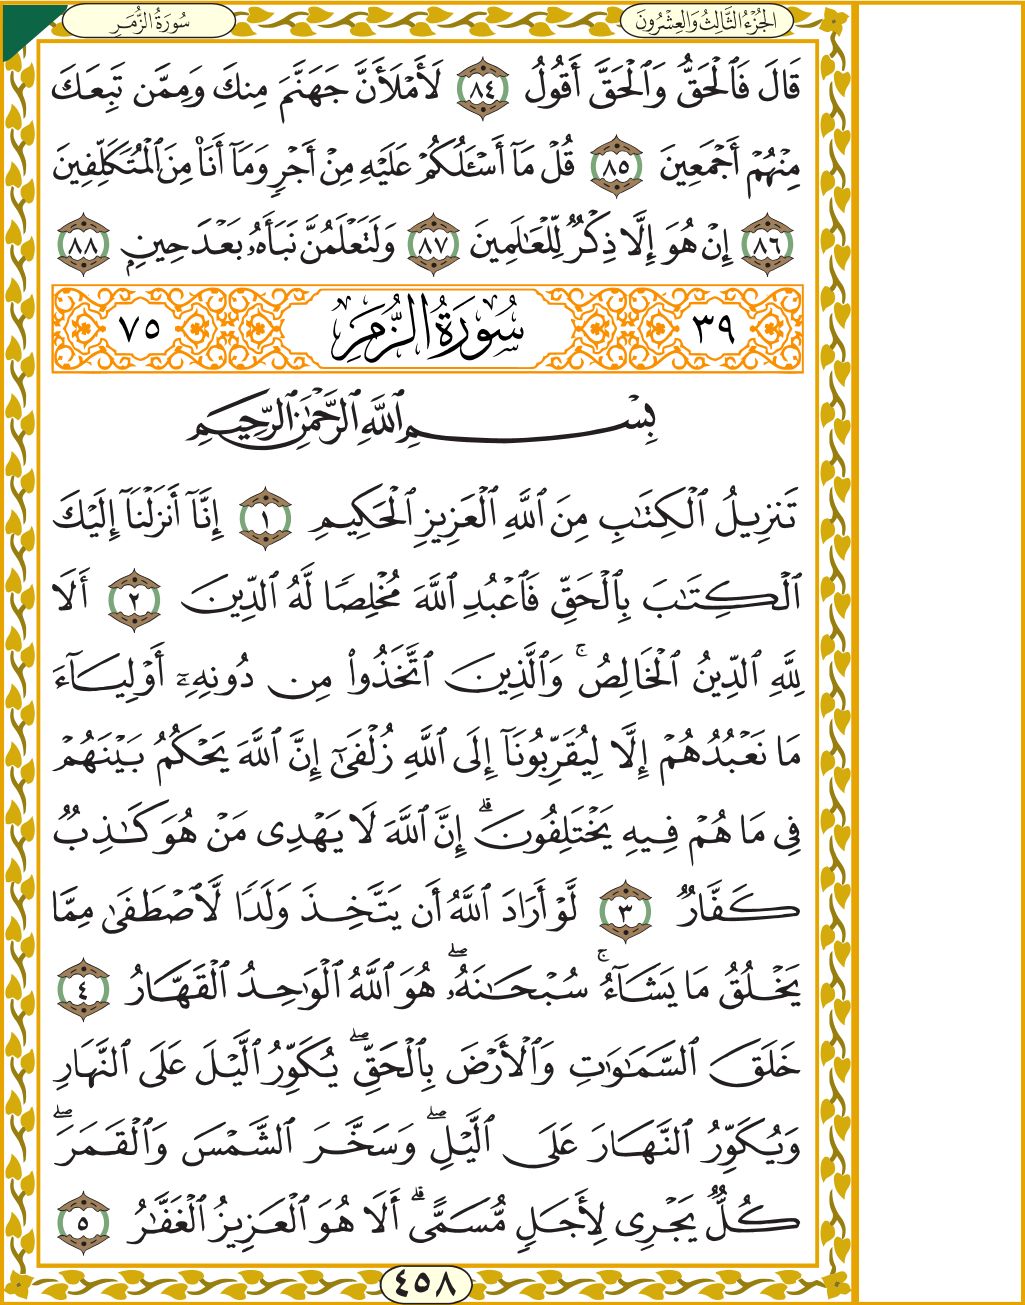 الجُزْءُ الثَّالِثُ وَالعِشْرُونَ سُورَةُ الزُّمَرِ
قَالَ فَٱلْحَقُّ وَٱلْحَقَّ أَقُولُ ٨٤ لَأَمْلَأَنَّ جَهَنَّمَ مِنكَ وَمِمَّن تَبِعَكَ
مِنْهُمْ أَجْمَعِينَ ٨٥ قُلْ مَآ أَسْـَٔلُكُمْ عَلَيْهِ مِنْ أَجْرٍ وَمَآ أَنَا۠ مِنَ ٱلْمُتَكَلِّفِينَ
٨٦ إِنْ هُوَ إِلَّا ذِكْرٌ لِّلْعَـٰلَمِينَ ٨٧ وَلَتَعْلَمُنَّ نَبَأَهُۥ بَعْدَ حِينٍۭ ٨٨
٣٩ سُورَةُ الزُّمَرِ ٧٥
بِسْمِ ٱللَّهِ ٱلرَّحْمَـٰنِ ٱلرَّحِيمِ
تَنزِيلُ ٱلْكِتَـٰبِ مِنَ ٱللَّهِ ٱلْعَزِيزِ ٱلْحَكِيمِ ١ إِنَّآ أَنزَلْنَآ إِلَيْكَ
ٱلْكِتَـٰبَ بِٱلْحَقِّ فَٱعْبُدِ ٱللَّهَ مُخْلِصًا لَّهُ ٱلدِّينَ ٢ أَلَا
لِلَّهِ ٱلدِّينُ ٱلْخَالِصُ ۚ وَٱلَّذِينَ ٱتَّخَذُوا۟ مِن دُونِهِۦٓ أَوْلِيَآءَ
مَا نَعْبُدُهُمْ إِلَّا لِيُقَرِّبُونَآ إِلَى ٱللَّهِ زُلْفَىٰٓ إِنَّ ٱللَّهَ يَحْكُمُ بَيْنَهُمْ
فِى مَا هُمْ فِيهِ يَخْتَلِفُونَ ۗ إِنَّ ٱللَّهَ لَا يَهْدِى مَنْ هُوَ كَـٰذِبٌ
كَفَّارٌ ٣ لَّوْ أَرَادَ ٱللَّهُ أَن يَتَّخِذَ وَلَدًا لَّٱصْطَفَىٰ مِمَّا
يَخْلُقُ مَا يَشَآءُ ۚ سُبْحَـٰنَهُۥ ۖ هُوَ ٱللَّهُ ٱلْوَٰحِدُ ٱلْقَهَّارُ ٤
خَلَقَ ٱلسَّمَـٰوَٰتِ وَٱلْأَرْضَ بِٱلْحَقِّ ۖ يُكَوِّرُ ٱلَّيْلَ عَلَى ٱلنَّهَارِ
وَيُكَوِّرُ ٱلنَّهَارَ عَلَى ٱلَّيْلِ ۖ وَسَخَّرَ ٱلشَّمْسَ وَٱلْقَمَرَ ۖ
كُلٌّ يَجْرِى لِأَجَلٍ مُّسَمًّى ۗ أَلَا هُوَ ٱلْعَزِيزُ ٱلْغَفَّـٰرُ ٥
٤٥٨